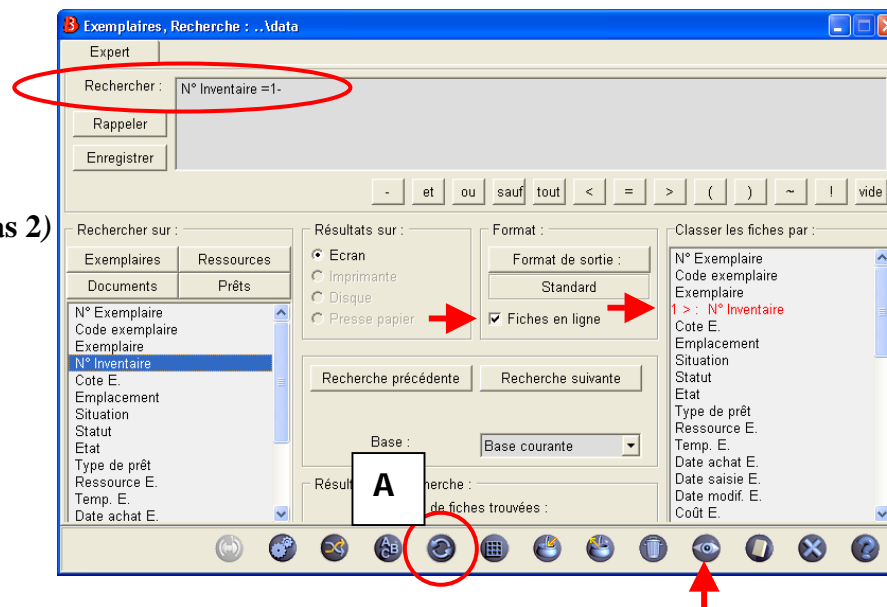 Exemplaires, Recherche : ..\data
Expert
Rechercher :
N° Inventaire =1-
Rappeler
Enregistrer
- et ou sauf tout < = > ( ) ~ ! vide
as 2)
Rechercher sur :
Exemplaires Ressources
Documents Prêts
N° Exemplaire
Code exemplaire
Exemplaire
N° Inventaire
Cote E.
Emplacement
Situation
Statut
Etat
Type de prêt
Ressource E.
Temp. E.
Date achat E.
Résultats sur :
Ecran
Imprimante
Disque
Presse papier
Format :
Format de sortie :
Standard
Fiches en ligne
Recherche précédente Recherche suivante
Base : Base courante
A
Résul herche :
de fiches trouvées :
Classer les fiches par :
N° Exemplaire
Code exemplaire
Exemplaire
1 > : N° Inventaire
Cote E.
Emplacement
Situation
Statut
Etat
Type de prêt
Ressource E.
Temp. E.
Date achat E.
Date saisie E.
Date modif. E.
Coût E.